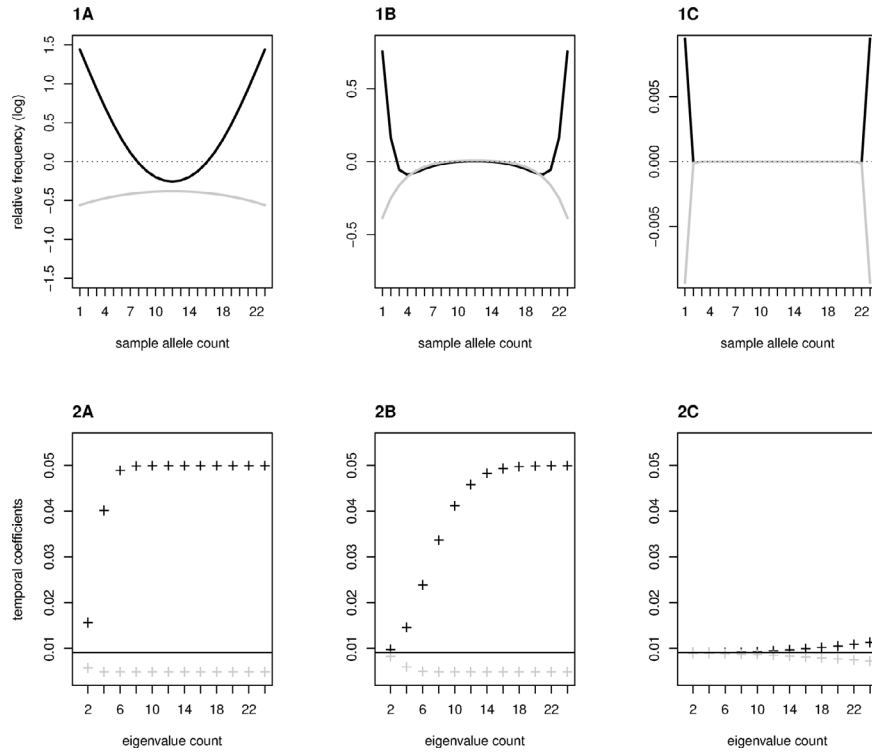 1A
1B
1C
relative frequency (log)
1.5
1.0
0.5
0.0
−0.5
−1.0
−1.5
0.5
0.0
−0.5
0.005
0.000
−0.005
1 4 7 10 14 18 22
1 4 7 10 14 18 22
1 4 7 10 14 18 22
sample allele count
sample allele count
sample allele count
2A
2B
2C
temporal coefficients
0.05
0.04
0.03
0.02
0.01
0.05
0.04
0.03
0.02
0.01
0.05
0.04
0.03
0.02
0.01
2 6 10 14 18 22
2 6 10 14 18 22
2 6 10 14 18 22
eigenvalue count
eigenvalue count
eigenvalue count